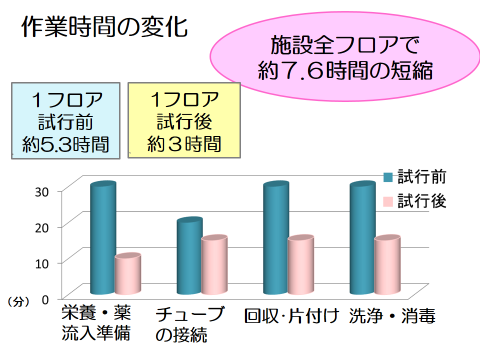 作業時間の変化
施設全フロアで
約７.６時間の短縮
１フロア
試行前
約5.3時間
１フロア
試行後
約３時間
試行前
試行後
30
20
10
0
（分）
栄養・薬
流入準備
チューブ
の接続
回収・片付け
洗浄・消毒